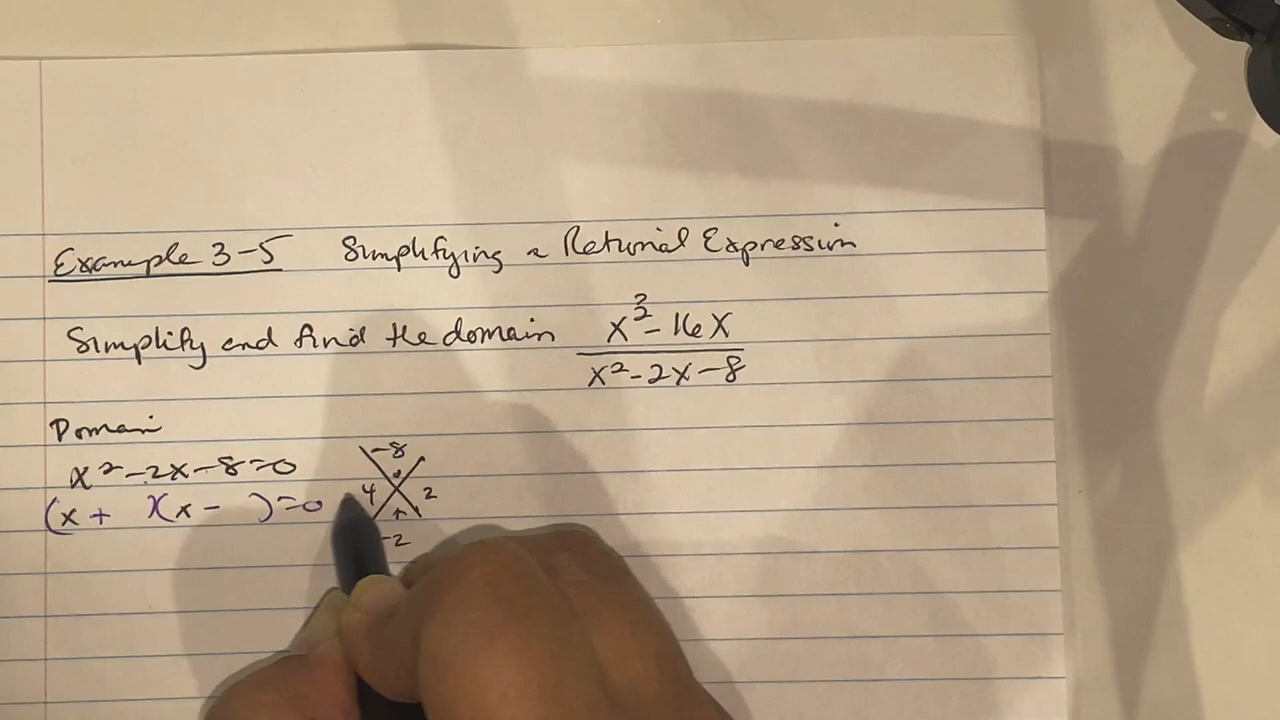 Example 3-5 Simplifying a Rational Expression
Simplify and find the domain x³ - 16x
x² - 2x - 8
Domain
x² - 2x - 8 = 0
-8
(x + )(x - ) = 0
4 2
-2